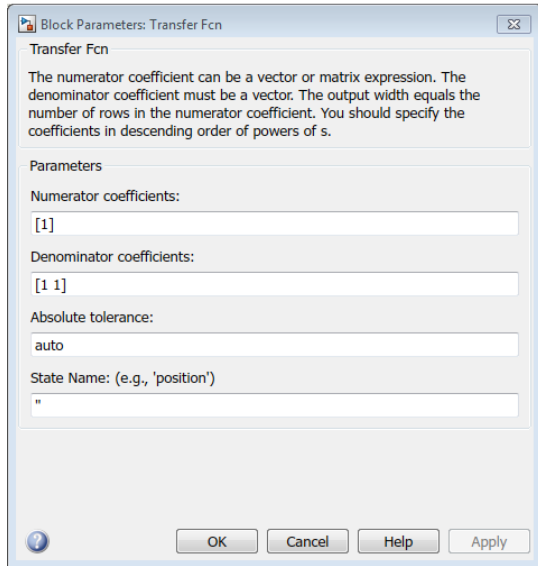 Block Parameters: Transfer Fcn
Transfer Fcn
The numerator coefficient can be a vector or matrix expression. The
denominator coefficient must be a vector. The output width equals the
number of rows in the numerator coefficient. You should specify the
coefficients in descending order of powers of s.
Parameters
Numerator coefficients:
[1]
Denominator coefficients:
[1 1]
Absolute tolerance:
auto
State Name: (e.g., 'position')
''
OK Cancel Help Apply